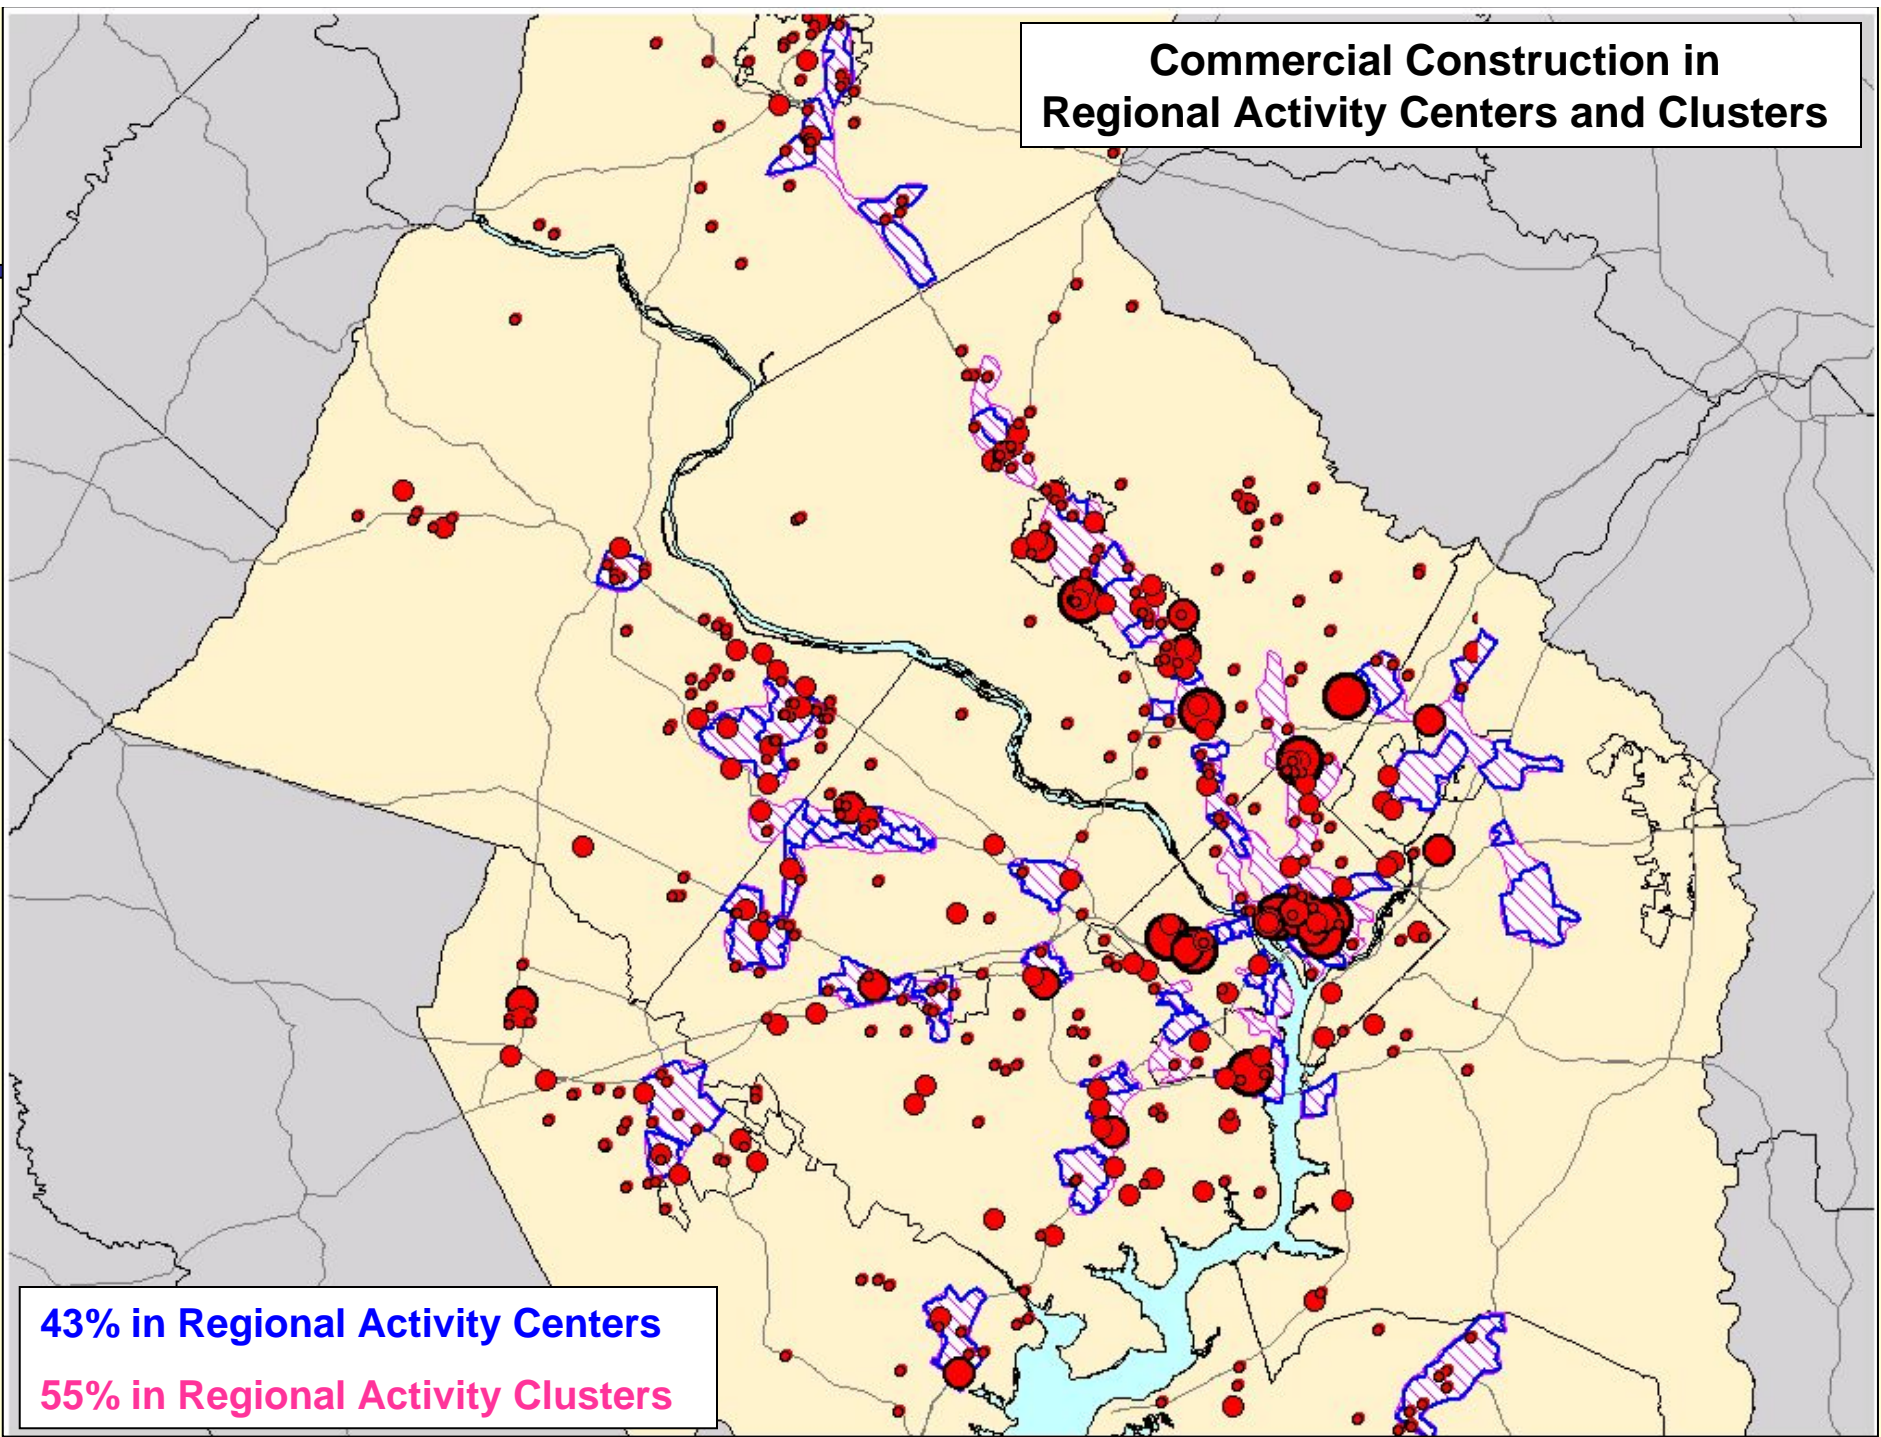 Commercial Construction in
Regional Activity Centers and Clusters
43% in Regional Activity Centers
55% in Regional Activity Clusters